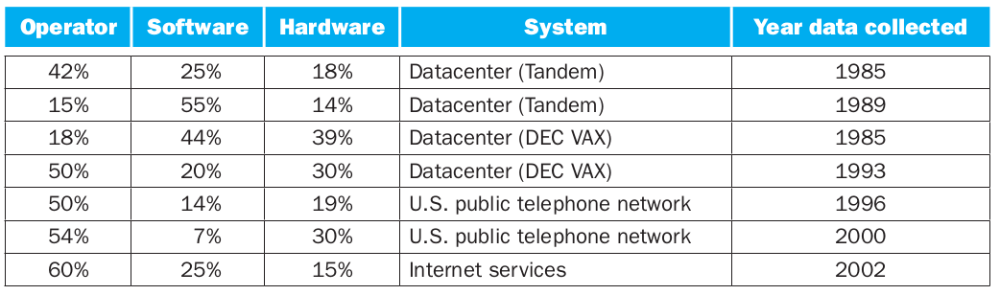 Operator Software Hardware System Year data collected
42% 25% 18% Datacenter (Tandem) 1985
15% 55% 14% Datacenter (Tandem) 1989
18% 44% 39% Datacenter (DEC VAX) 1985
50% 20% 30% Datacenter (DEC VAX) 1993
50% 14% 19% U.S. public telephone network 1996
54% 7% 30% U.S. public telephone network 2000
60% 25% 15% Internet services 2002